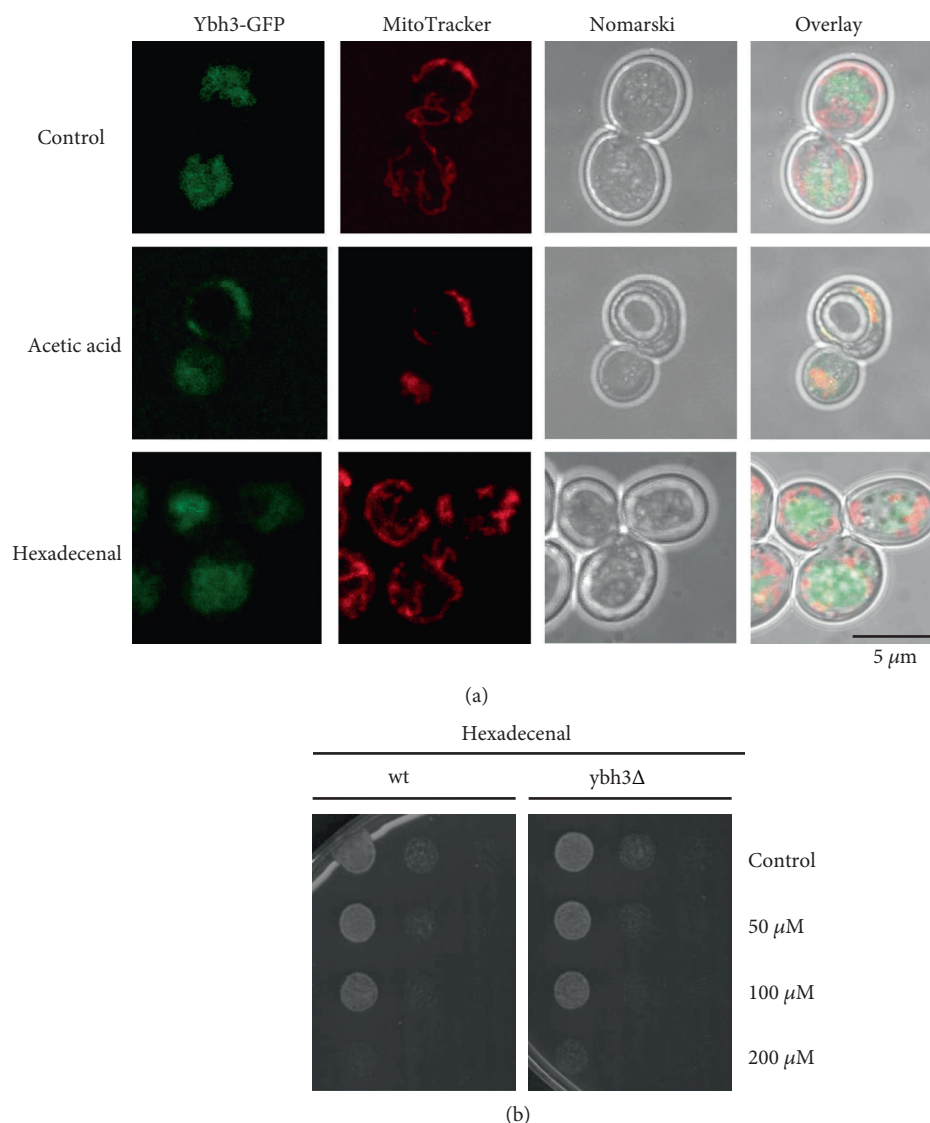 Ybh3-GFP MitoTracker Nomarski Overlay
Control
Acetic acid
Hexadecenal
5 μm
(a)
Hexadecenal
wt ybh3Δ
Control
50 μM
100 μM
200 μM
(b)